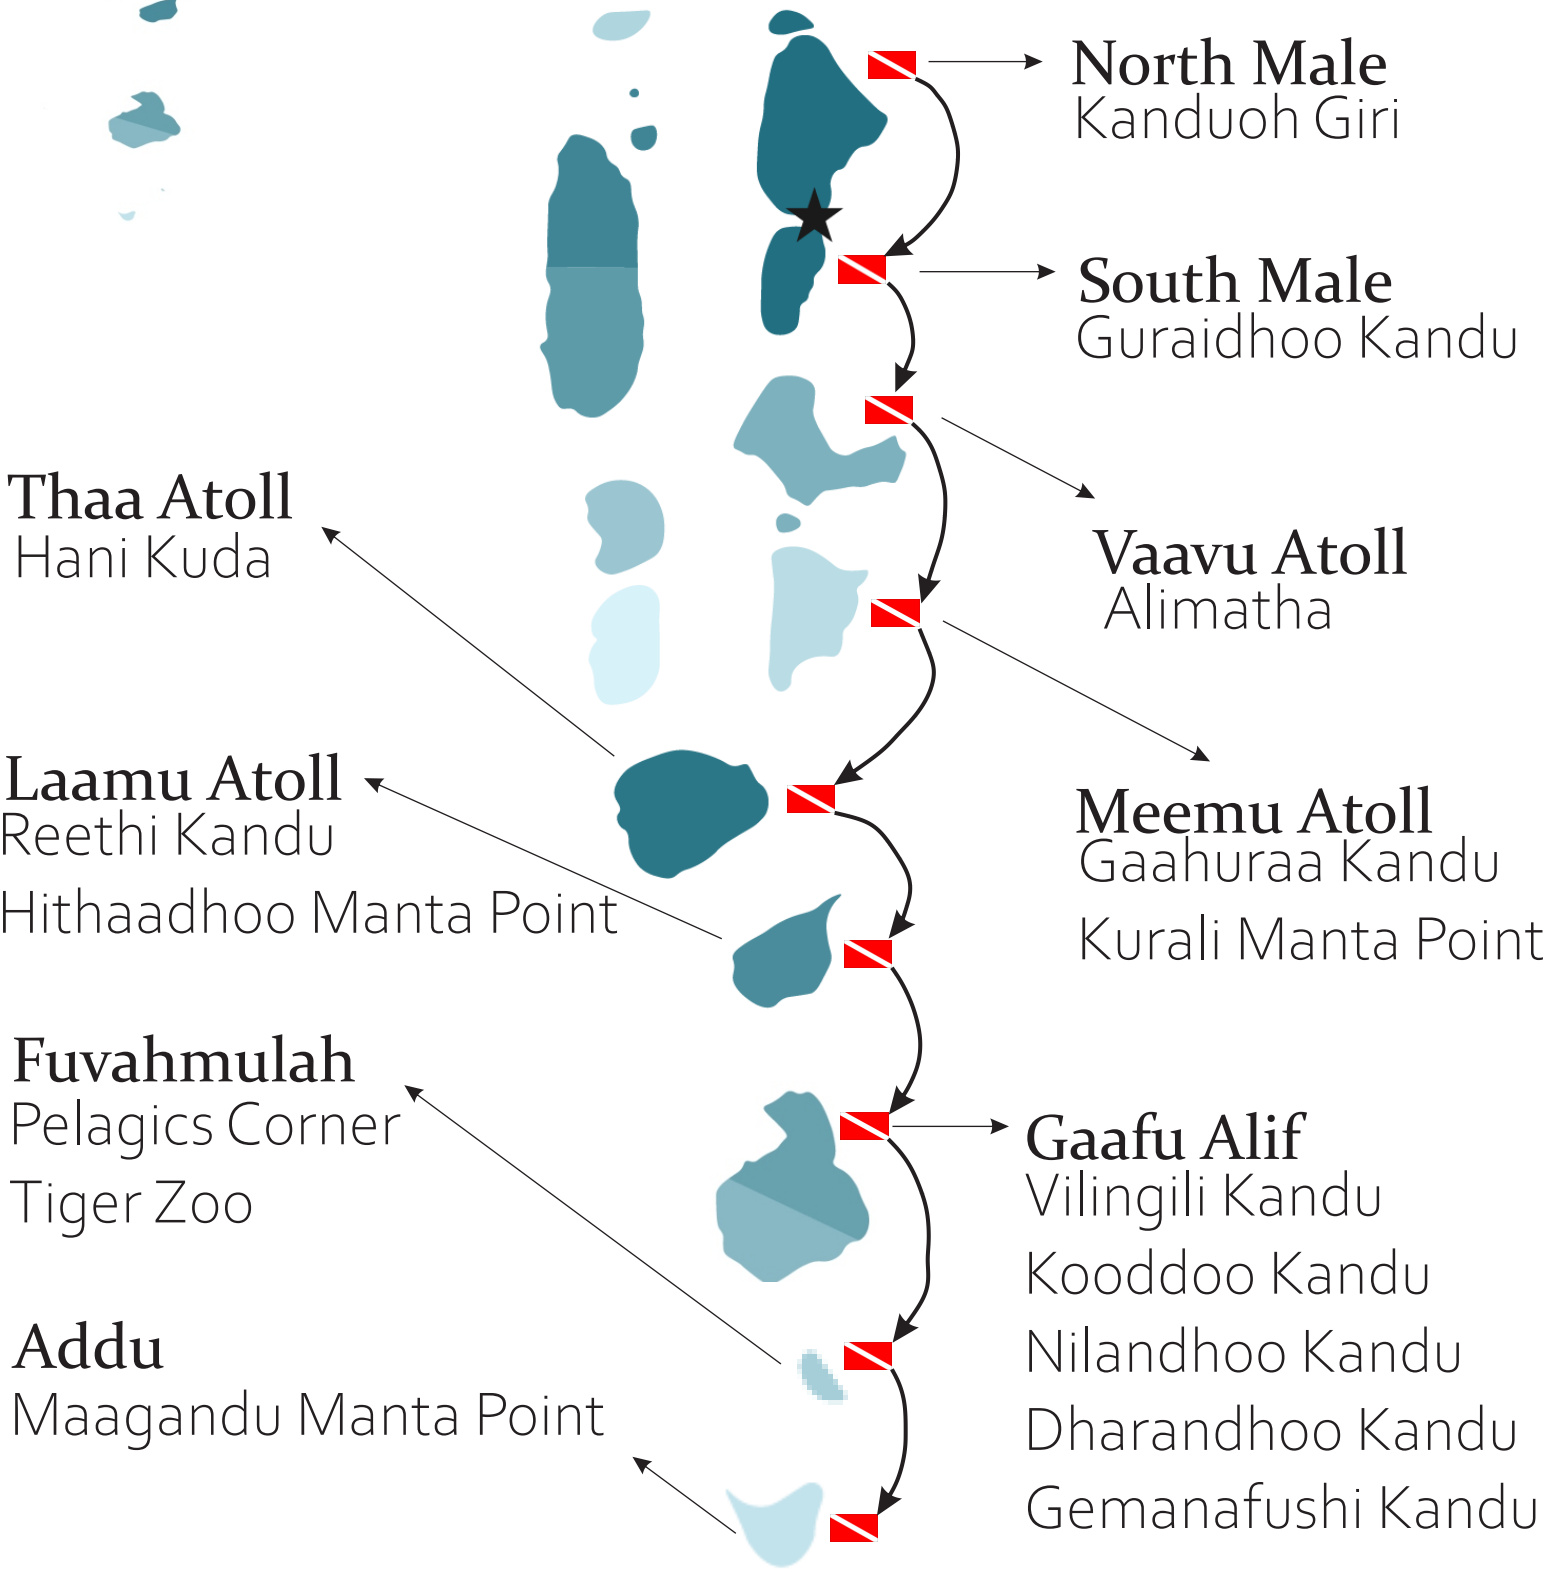 North Male
Kanduoh Giri
South Male
Guraidhoo Kandu
Vaavu Atoll
Alimatha
Meemu Atoll
Gaahuraa Kandu
Kurali Manta Point
Thaa Atoll
Hani Kuda
Laamu Atoll
Reethi Kandu
Hithaadhoo Manta Point
Gaafu Alif
Vilingili Kandu
Kooddoo Kandu
Nilandhoo Kandu
Dharandhoo Kandu
Gemanafushi Kandu
Fuvahmulah
Pelagics Corner
Tiger Zoo
Addu
Maagandu Manta Point